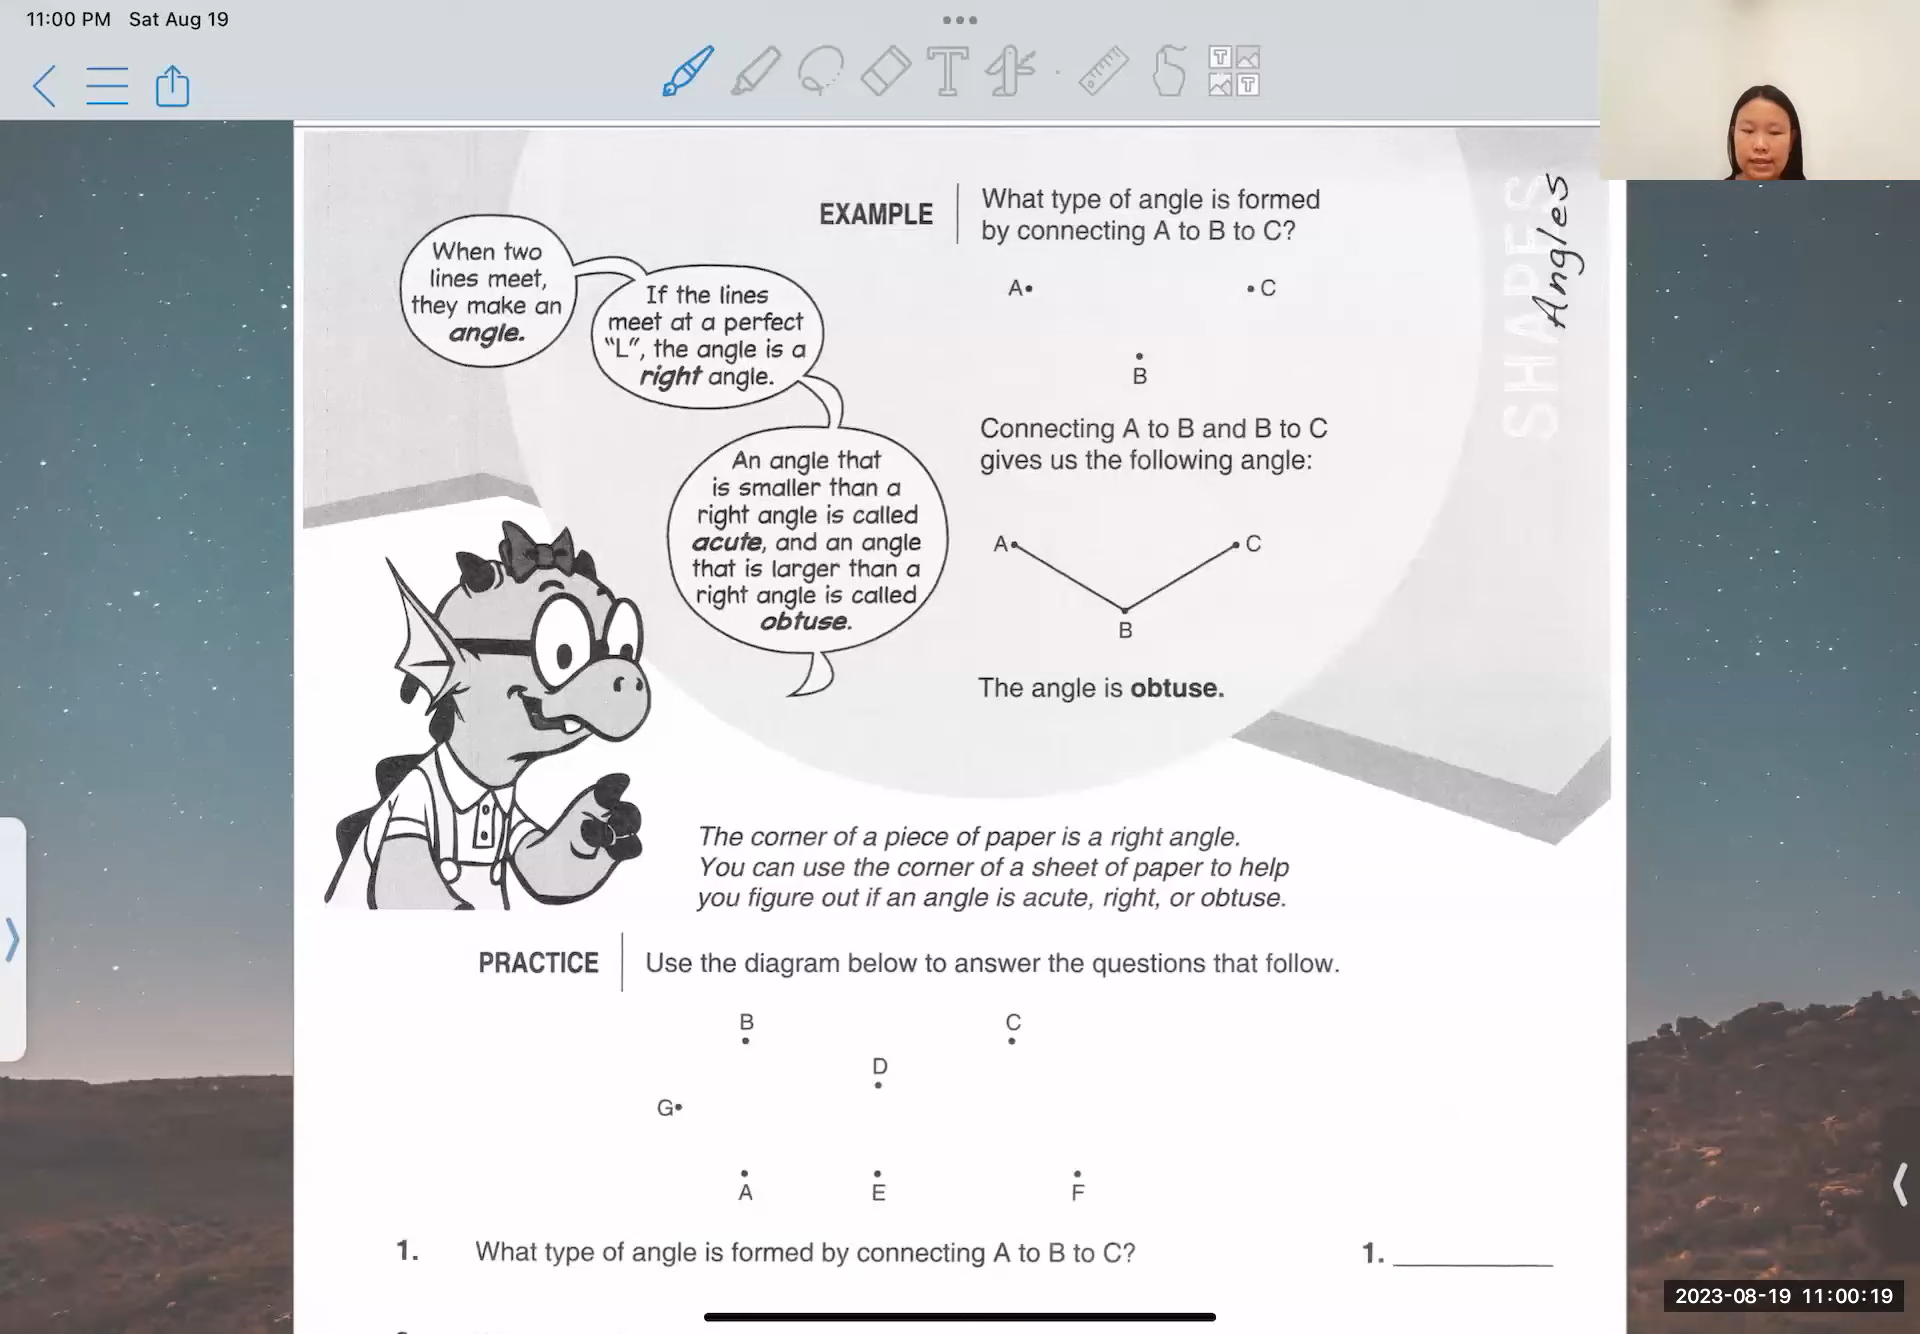 11:00 PM Sat Aug 19
SHAPES
Angles
EXAMPLE
What type of angle is formed
by connecting A to B to C?
A
C
B
When two
lines meet,
they make an
angle.
If the lines
meet at a perfect
“L”, the angle is a
right angle.
An angle that
is smaller than a
right angle is called
acute, and an angle
that is larger than a
right angle is called
obtuse.
Connecting A to B and B to C
gives us the following angle:
A
C
B
The angle is obtuse.
The corner of a piece of paper is a right angle.
You can use the corner of a sheet of paper to help
you figure out if an angle is acute, right, or obtuse.
PRACTICE
Use the diagram below to answer the questions that follow.
B
C
D
G
A
E
F
1. What type of angle is formed by connecting A to B to C? 1.
2023-08-19 11:00:19